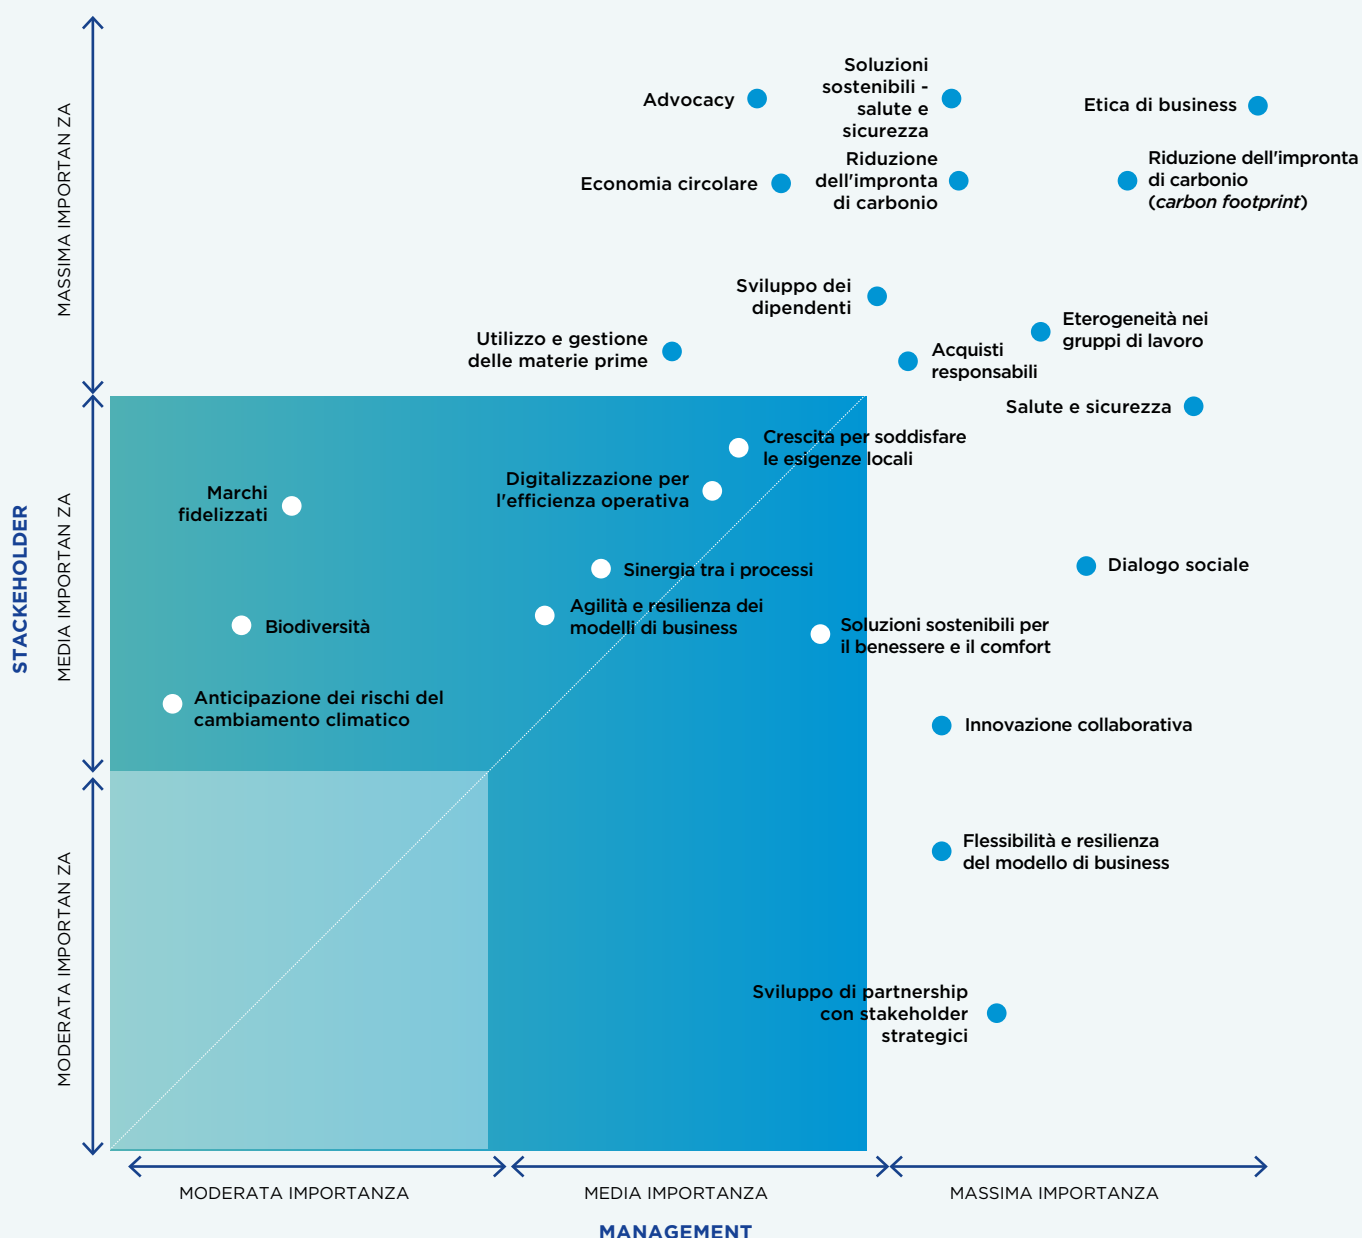 Soluzioni
sostenibili -
salute e
sicurezza
Advocacy
Etica di business
Economia circolare
Riduzione
dell'impronta
di carbonio
Riduzione dell'impronta
di carbonio
(carbon footprint)
MASSIMA IMPORTAN ZA
Sviluppo dei
dipendenti
Utilizzo e gestione
delle materie prime
Eterogeneità nei
gruppi di lavoro
Acquisti
responsabili
Salute e sicurezza
Crescita per soddisfare
le esigenze locali
Digitalizzazione per
l'efficienza operativa
Marchi
fidelizzati
STACKEHOLDER
MEDIA IMPORTAN ZA
Sinergia tra i processi
Dialogo sociale
Agilità e resilienza dei
modelli di business
Biodiversità
Soluzioni sostenibili per
il benessere e il comfort
Anticipazione dei rischi del
cambiamento climatico
Innovazione collaborativa
Flessibilità e resilienza
del modello di business
MODERATA IMPORTAN ZA
Sviluppo di partnership
con stakeholder
strategici
MODERATA IMPORTANZA
MEDIA IMPORTANZA
MASSIMA IMPORTANZA
MANAGEMENT